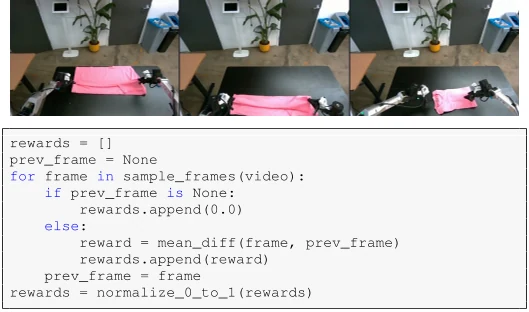 rewards = []
prev_frame = None
for frame in sample_frames(video):
    if prev_frame is None:
        rewards.append(0.0)
    else:
        reward = mean_diff(frame, prev_frame)
        rewards.append(reward)
    prev_frame = frame
rewards = normalize_0_to_1(rewards)